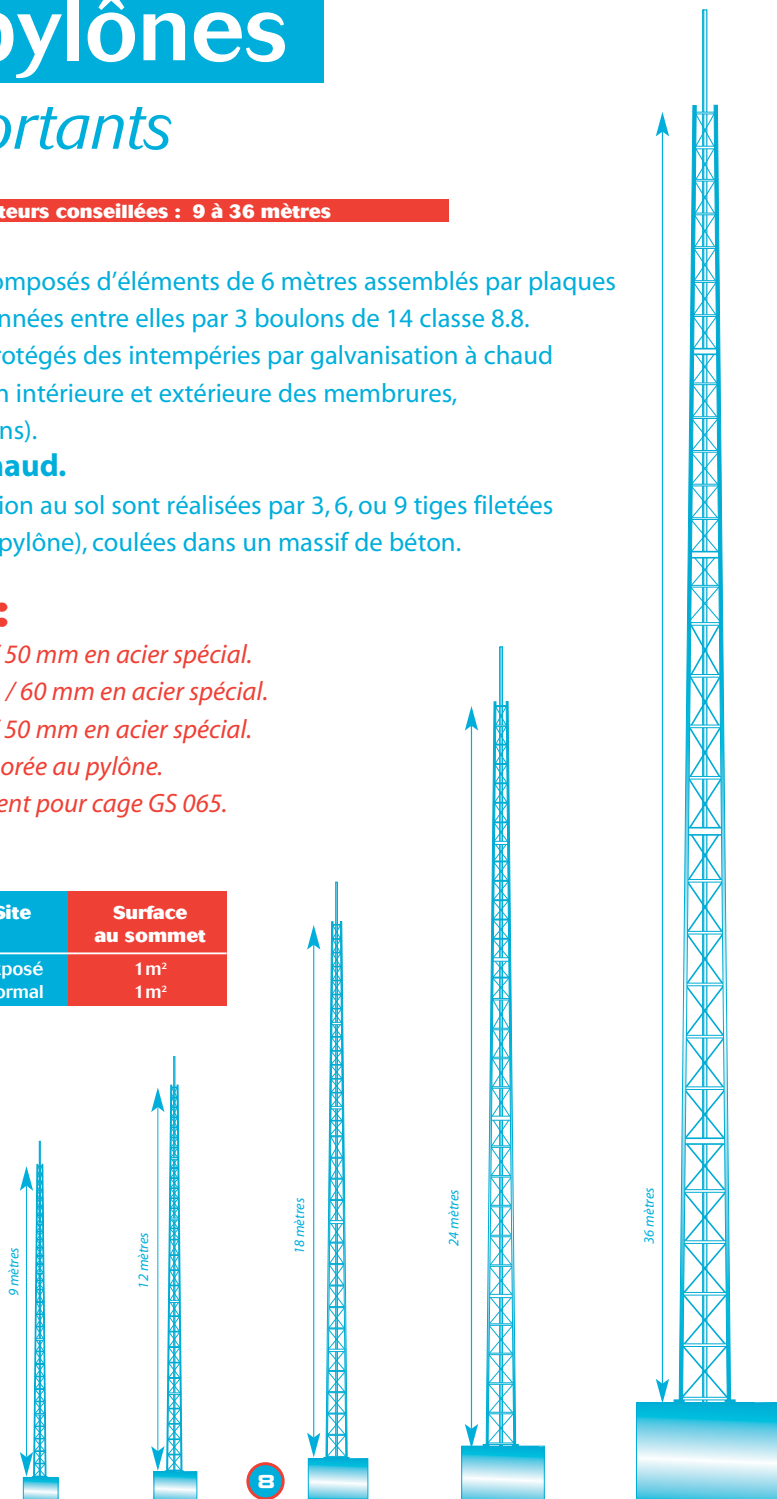 pylônes
ortants
teurs conseillées : 9 à 36 mètres
omposés d’éléments de 6 mètres assemblés par plaques
nnées entre elles par 3 boulons de 14 classe 8.8.
rotégés des intempéries par galvanisation à chaud
n intérieure et extérieure des membrures,
ns).
haud.
ion au sol sont réalisées par 3, 6, ou 9 tiges filetées
pylône), coulées dans un massif de béton.
:
/ 50 mm en acier spécial.
/ 60 mm en acier spécial.
/ 50 mm en acier spécial.
orée au pylône.
ent pour cage GS 065.
Site Surface
au sommet
xposé 1 m²
ormal 1 m²
9 mètres
12 mètres
18 mètres
24 mètres
36 mètres
8